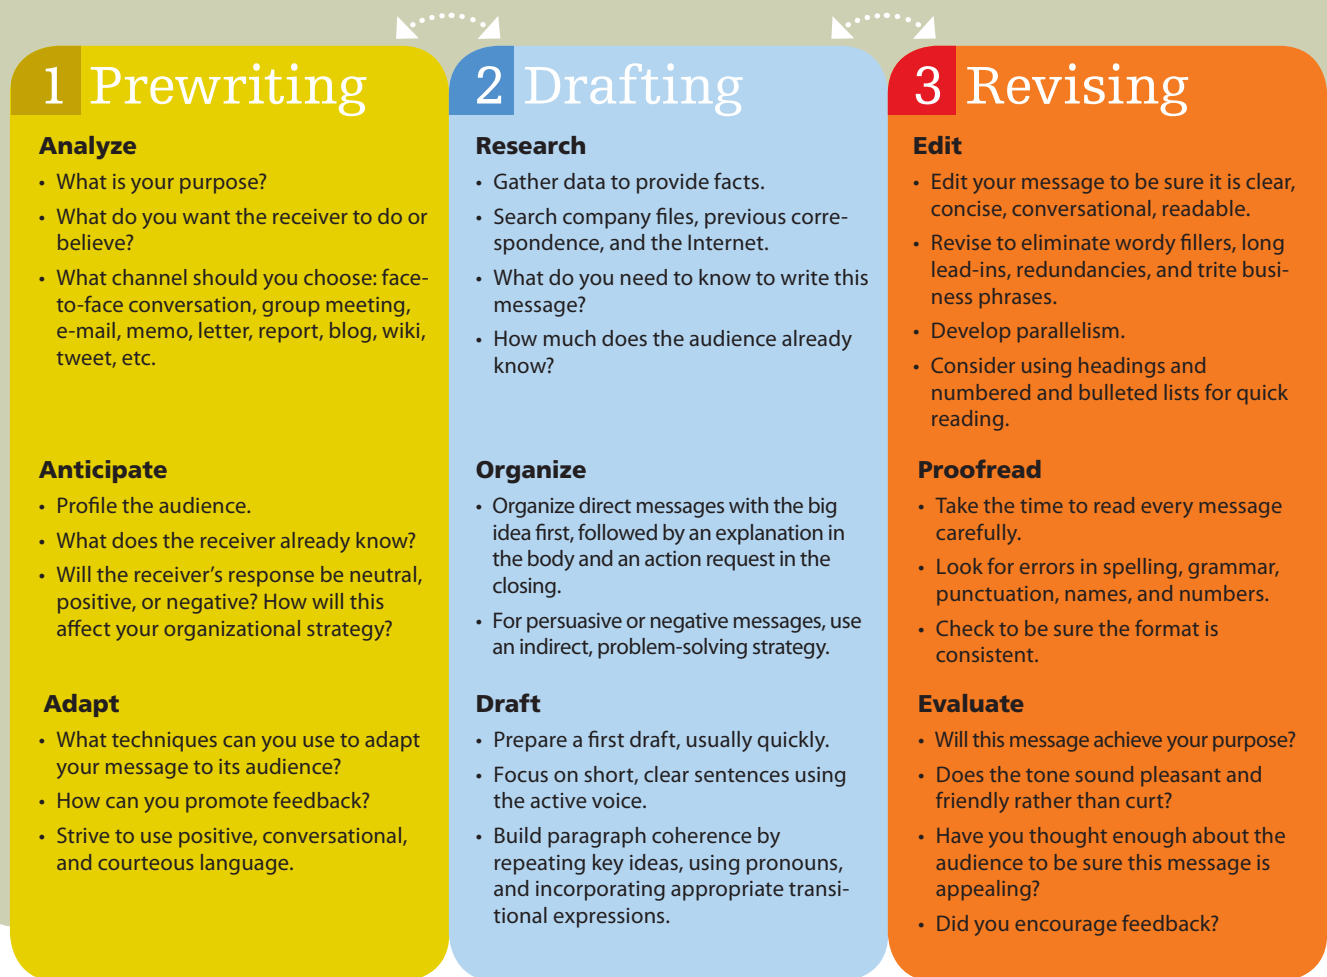 1 Prewriting
Analyze
• What is your purpose?
• What do you want the receiver to do or
believe?
• What channel should you choose: face-
to-face conversation, group meeting,
e-mail, memo, letter, report, blog, wiki,
tweet, etc.
Anticipate
• Profile the audience.
• What does the receiver already know?
• Will the receiver’s response be neutral,
positive, or negative? How will this
affect your organizational strategy?
Adapt
• What techniques can you use to adapt
your message to its audience?
• How can you promote feedback?
• Strive to use positive, conversational,
and courteous language.
2 Drafting
Research
• Gather data to provide facts.
• Search company files, previous corre-
spondence, and the Internet.
• What do you need to know to write this
message?
• How much does the audience already
know?
Organize
• Organize direct messages with the big
idea first, followed by an explanation in
the body and an action request in the
closing.
• For persuasive or negative messages, use
an indirect, problem-solving strategy.
Draft
• Prepare a first draft, usually quickly.
• Focus on short, clear sentences using
the active voice.
• Build paragraph coherence by
repeating key ideas, using pronouns,
and incorporating appropriate transi-
tional expressions.
3 Revising
Edit
• Edit your message to be sure it is clear,
concise, conversational, readable.
• Revise to eliminate wordy fillers, long
lead-ins, redundancies, and trite busi-
ness phrases.
• Develop parallelism.
• Consider using headings and
numbered and bulleted lists for quick
reading.
Proofread
• Take the time to read every message
carefully.
• Look for errors in spelling, grammar,
punctuation, names, and numbers.
• Check to be sure the format is
consistent.
Evaluate
• Will this message achieve your purpose?
• Does the tone sound pleasant and
friendly rather than curt?
• Have you thought enough about the
audience to be sure this message is
appealing?
• Did you encourage feedback?